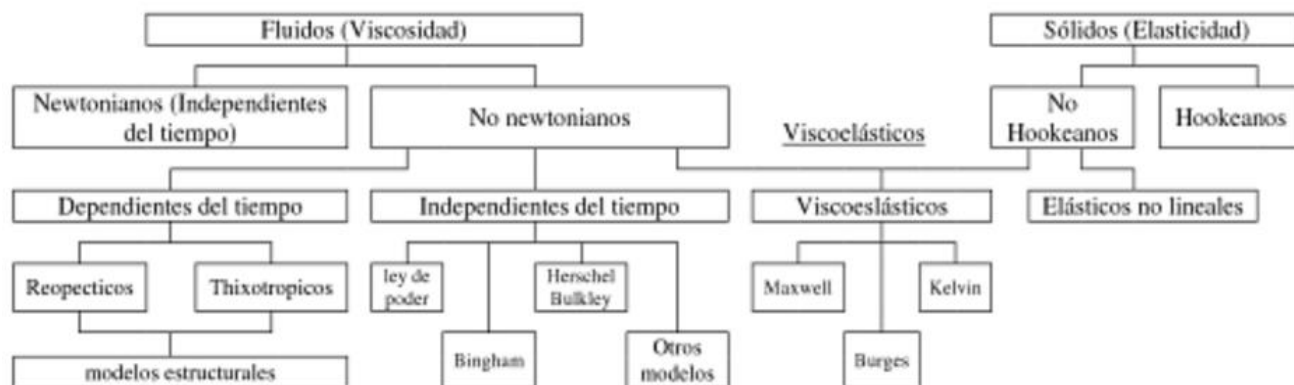 Fluidos (Viscosidad)
Sólidos (Elasticidad)
Newtonianos (Independientes
del tiempo)
No newtonianos
Viscoelásticos
No
Hookeanos
Hookeanos
Dependientes del tiempo
Independientes del tiempo
Viscoeslásticos
Elásticos no lineales
Reopecticos
Thixotropicos
ley de
poder
Herschel
Bulkley
Maxwell
Kelvin
Bingham
Otros
modelos
Burges
modelos estructurales